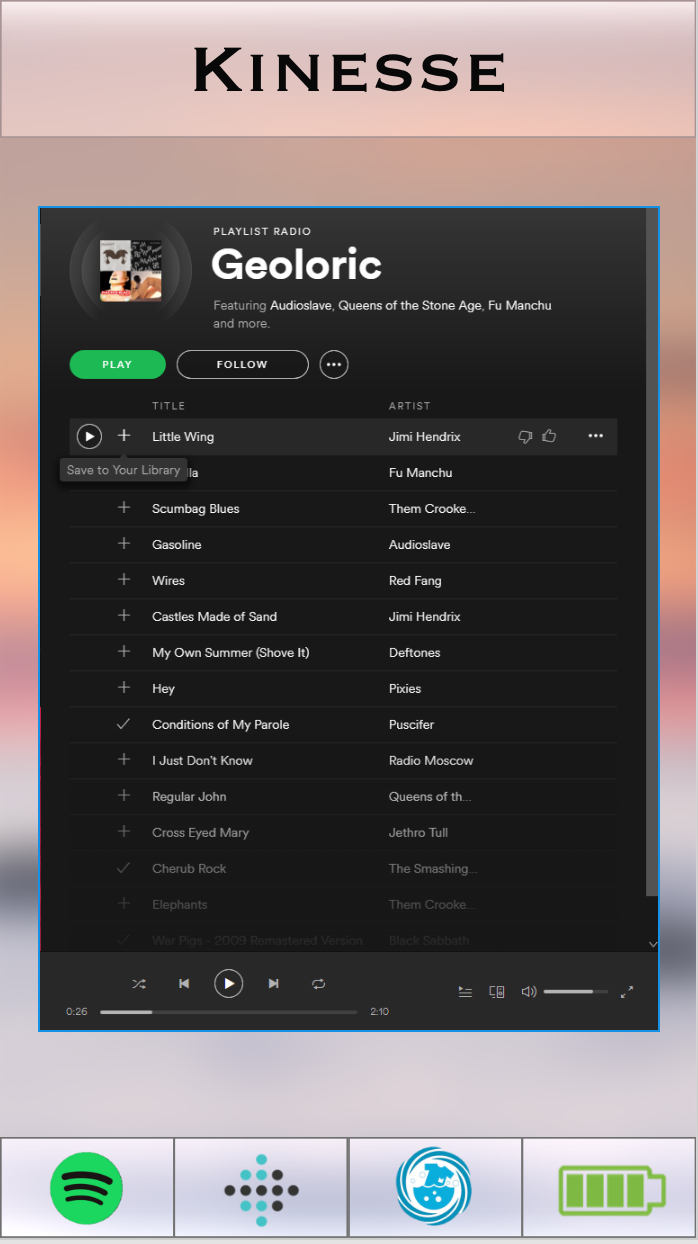 KINESSE
PLAYLIST RADIO
Geoloric
Featuring Audioslave, Queens of the Stone Age, Fu Manchu
and more.
PLAY FOLLOW
TITLE ARTIST
Little Wing Jimi Hendrix
Save to Your Library lla Fu Manchu
Scumbag Blues Them Crooke...
Gasoline Audioslave
Wires Red Fang
Castles Made of Sand Jimi Hendrix
My Own Summer (Shove It) Deftones
Hey Pixies
Conditions of My Parole Puscifer
I Just Don't Know Radio Moscow
Regular John Queens of th...
Cross Eyed Mary Jethro Tull
Cherub Rock The Smashing...
Elephants Them Crooke...
War Pigs - 2009 Remastered Version Black Sabbath
0:26 2:10